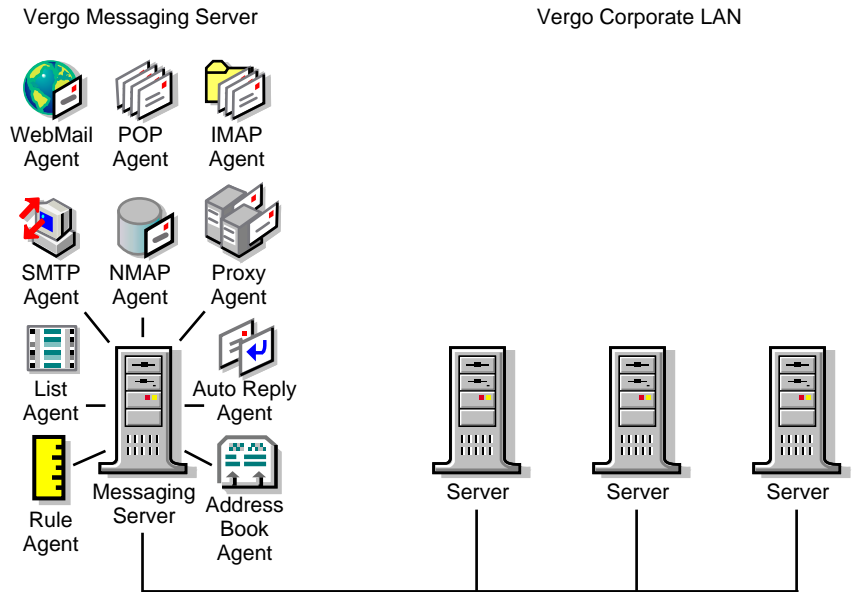 Vergo Messaging Server
Vergo Corporate LAN
WebMail
Agent
POP
Agent
IMAP
Agent
SMTP
Agent
NMAP
Agent
Proxy
Agent
List
Agent
Auto Reply
Agent
Rule
Agent
Messaging
Server
Address
Book
Agent
Server
Server
Server